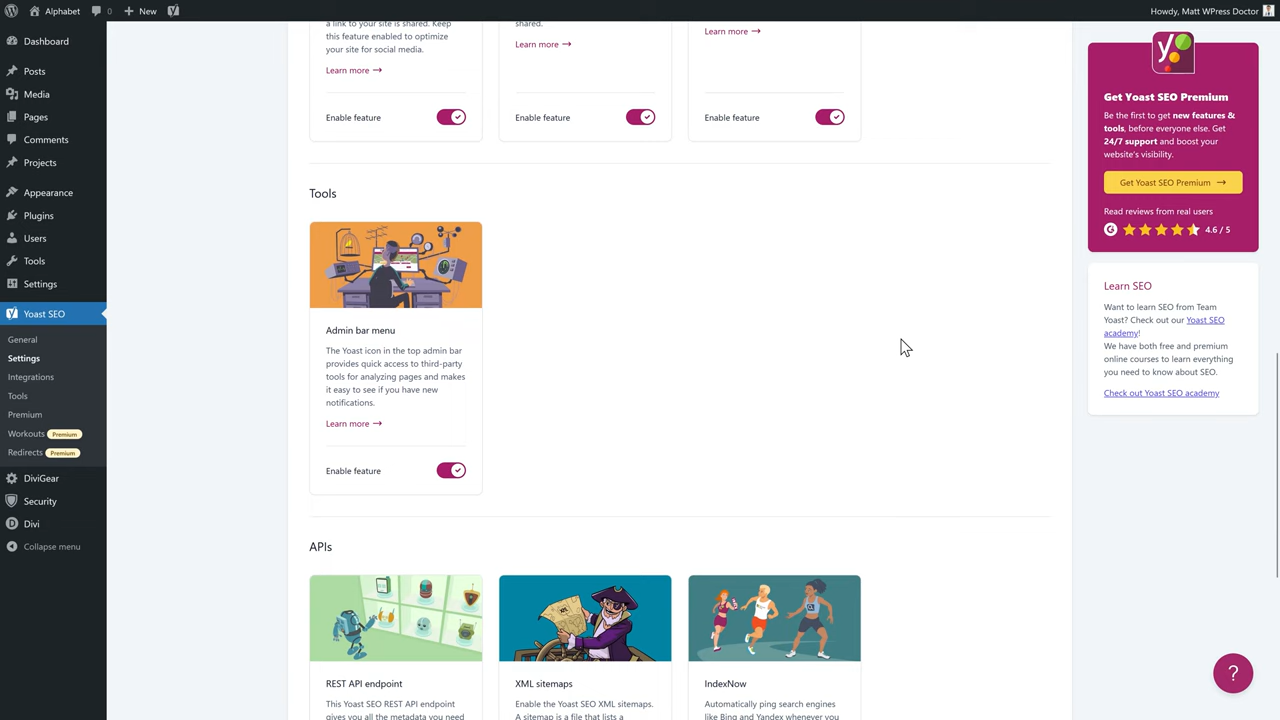 Alphabet 0 New Howdy, Matt WPress Doctor
Dashboard
Posts
Media
Pages
Comments
Projects
Appearance
Plugins
Users
Tools
Settings
Yoast SEO
General
Settings
Integrations
Tools
Premium
Workouts Premium
Redirects Premium
DiviGear
Security
Divi
Collapse menu
a link to your site is shared. Keep
this feature enabled to optimize
your site for social media.
Learn more →
Enable feature
shared.
Learn more →
Enable feature
Learn more →
Enable feature
Tools
Admin bar menu
The Yoast icon in the top admin bar
provides quick access to third-party
tools for analyzing pages and makes
it easy to see if you have new
notifications.
Learn more →
Enable feature
APIs
REST API endpoint
This Yoast SEO REST API endpoint
gives you all the metadata you need
XML sitemaps
Enable the Yoast SEO XML sitemaps.
A sitemap is a file that lists a
IndexNow
Automatically ping search engines
like Bing and Yandex whenever you
Get Yoast SEO Premium
Be the first to get new features &
tools, before everyone else. Get
24/7 support and boost your
website's visibility.
Get Yoast SEO Premium →
Read reviews from real users
4.6 / 5
Learn SEO
Want to learn SEO from Team
Yoast? Check out our Yoast SEO
academy!
We have both free and premium
online courses to learn everything
you need to know about SEO.
Check out Yoast SEO academy
?